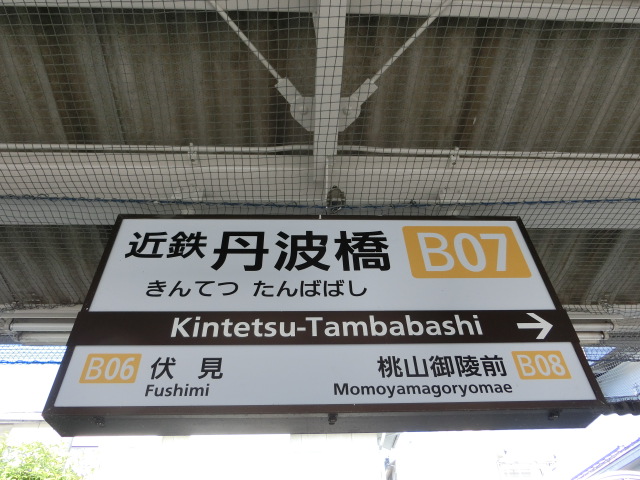 近鉄 丹波橋 B07
きんてつ たんばばし
Kintetsu-Tambabashi →
B06 伏見
Fushimi
桃山御陵前 B08
Momoyamagoryomae